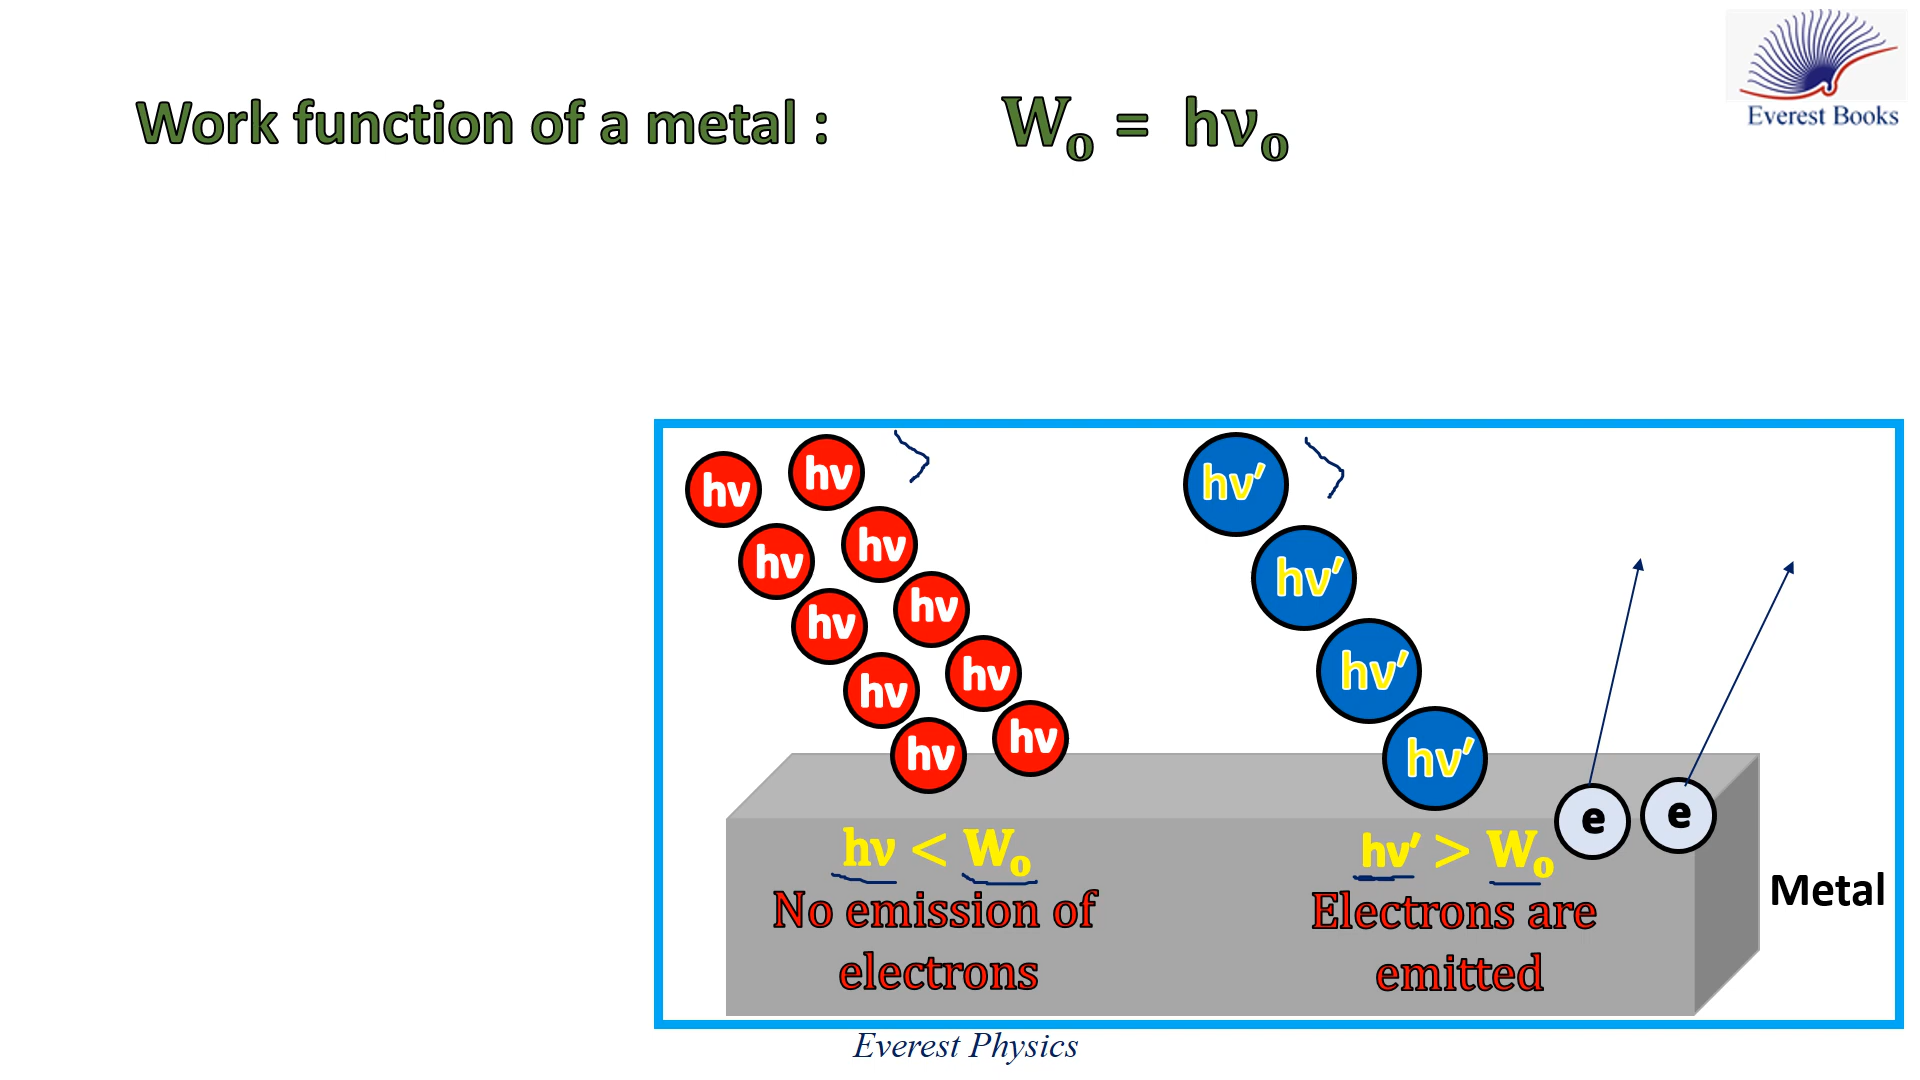 Everest Books
Work function of a metal : W₀ = hν₀
hν
hν
hν
hν
hν
hν
hν
hν
hν
hν
hν′
hν′
hν′
hν′
e
e
hν < W₀
hν′ > W₀
No emission of
electrons
Electrons are
emitted
Metal
Everest Physics